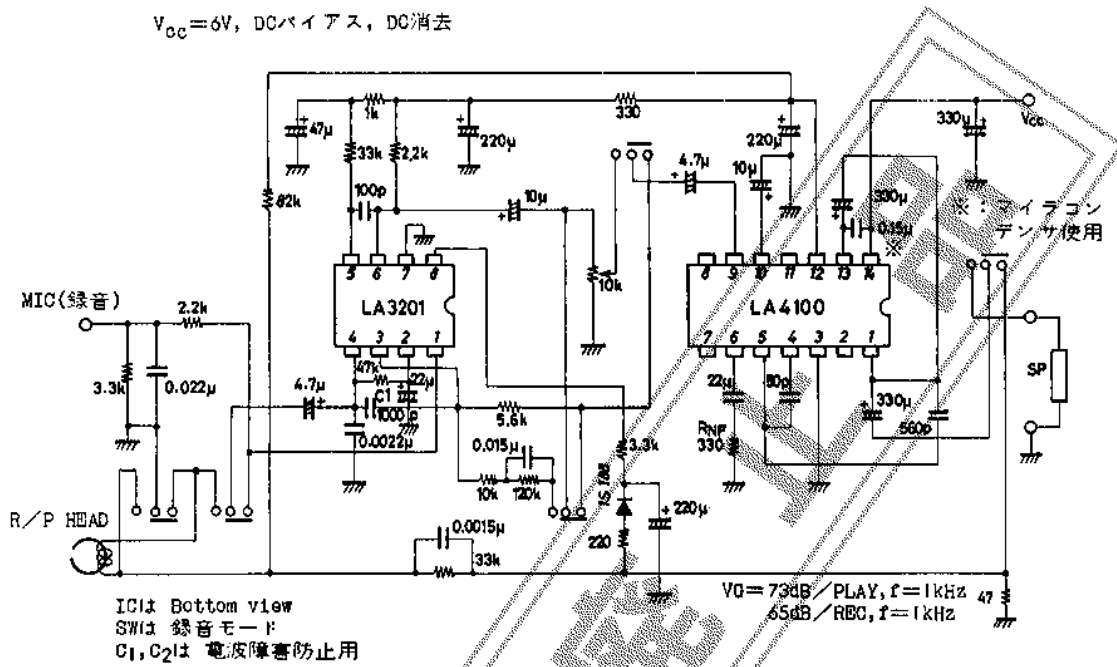 VCC=6V, DCバイアス, DC消去
47μ
1k
33k
2.2k
220μ
330
220μ
10μ
4.7μ
330μ
VCC
330μ
0.15μ
※
※:マイラコン
デンサ使用
82k
100p
10μ
10k
5 6 7 8
LA3201
4 3 2 1
8 9 10 11 12 13 14
LA4100
7 6 5 4 3 2 1
MIC(録音)
2.2k
3.3k
0.022μ
4.7μ
47k
22μ
C1
1000p
0.0022μ
5.6k
0.015μ
10k
120k
3.3k
1S188
220
220μ
22μ
RNF
330
50p
330μ
560p
SP
R/P HEAD
0.0015μ
33k
47
ICは Bottom view
SWは 録音モード
C1,C2は 電波障害防止用
VG=73dB/PLAY,f=1kHz
65dB/REC,f=1kHz